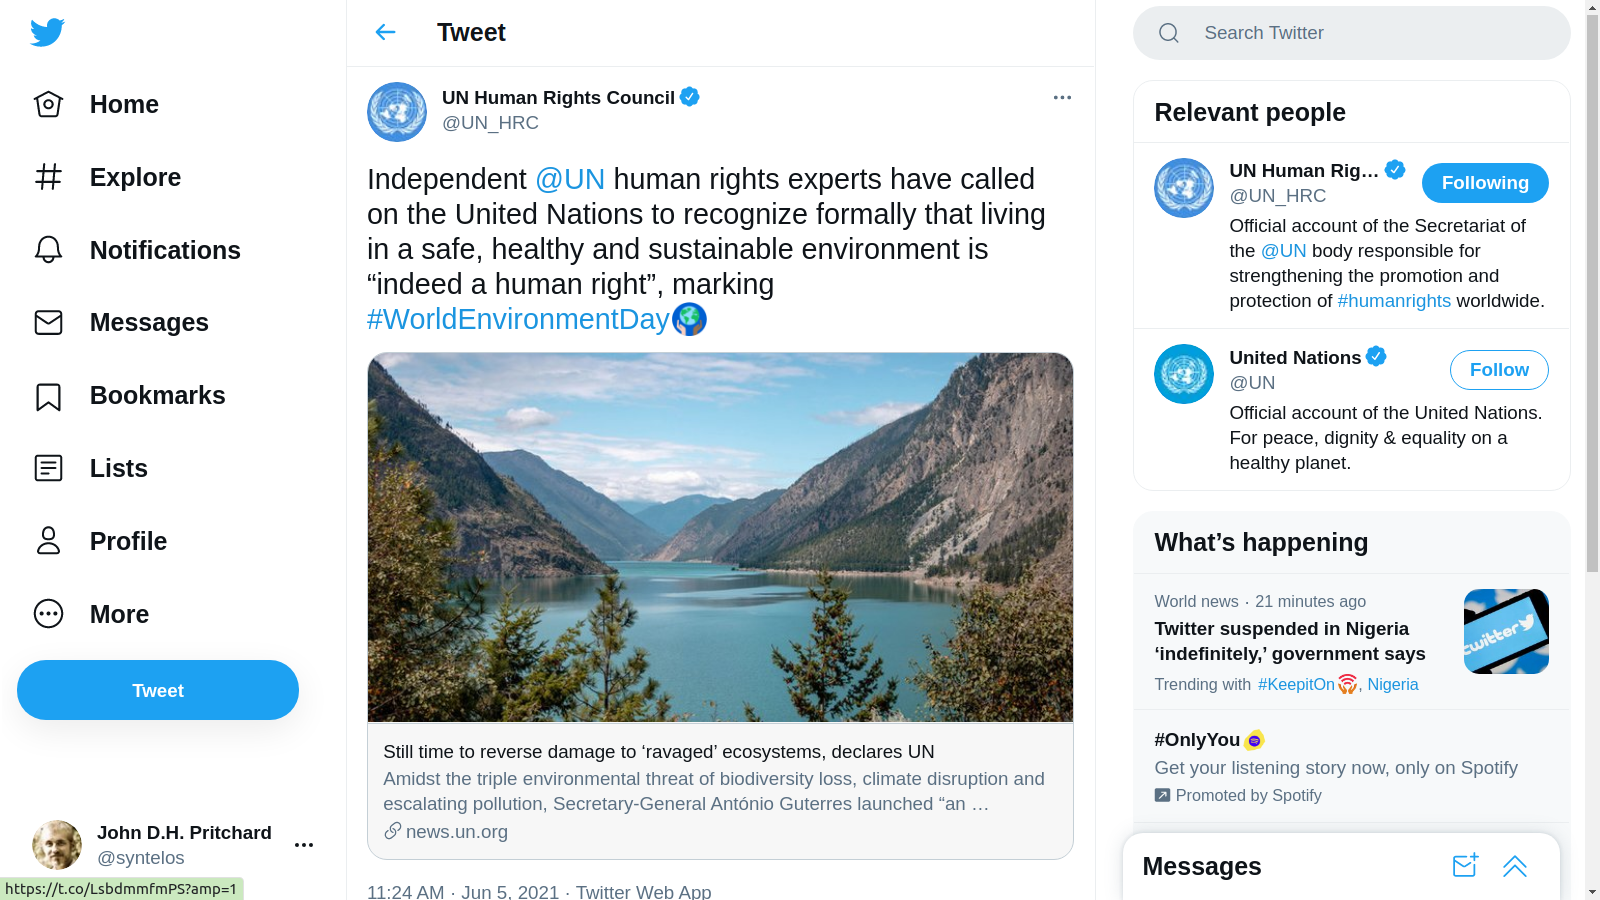 Home
Explore
Notifications
Messages
Bookmarks
Lists
Profile
More
Tweet
John D.H. Pritchard
@syntelos
https://t.co/LsbdmmfmPS?amp=1
Tweet
UN Human Rights Council
@UN_HRC
Independent @UN human rights experts have called
on the United Nations to recognize formally that living
in a safe, healthy and sustainable environment is
“indeed a human right”, marking
#WorldEnvironmentDay
Still time to reverse damage to ‘ravaged’ ecosystems, declares UN
Amidst the triple environmental threat of biodiversity loss, climate disruption and
escalating pollution, Secretary-General António Guterres launched “an …
news.un.org
11:24 AM · Jun 5, 2021 · Twitter Web App
Search Twitter
Relevant people
UN Human Rig…
@UN_HRC
Following
Official account of the Secretariat of
the @UN body responsible for
strengthening the promotion and
protection of #humanrights worldwide.
United Nations
@UN
Follow
Official account of the United Nations.
For peace, dignity & equality on a
healthy planet.
What’s happening
World news · 21 minutes ago
Twitter suspended in Nigeria
‘indefinitely,’ government says
twitter
Trending with #KeepitOn, Nigeria
#OnlyYou
Get your listening story now, only on Spotify
Promoted by Spotify
Messages